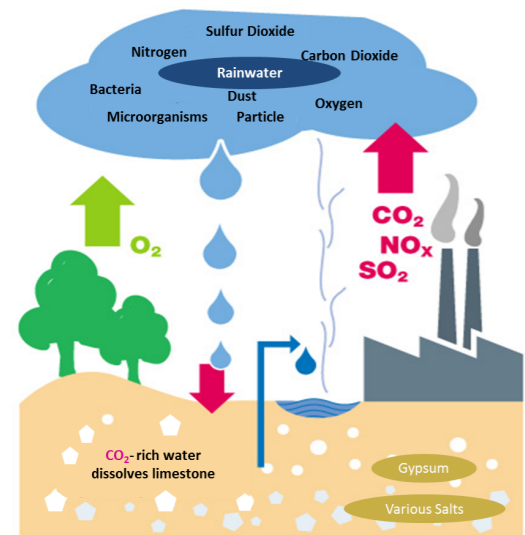 Sulfur Dioxide
Nitrogen
Carbon Dioxide
Rainwater
Bacteria
Dust
Oxygen
Microorganisms
Particle
O₂
CO₂
NOₓ
SO₂
CO₂- rich water
dissolves limestone
Gypsum
Various Salts